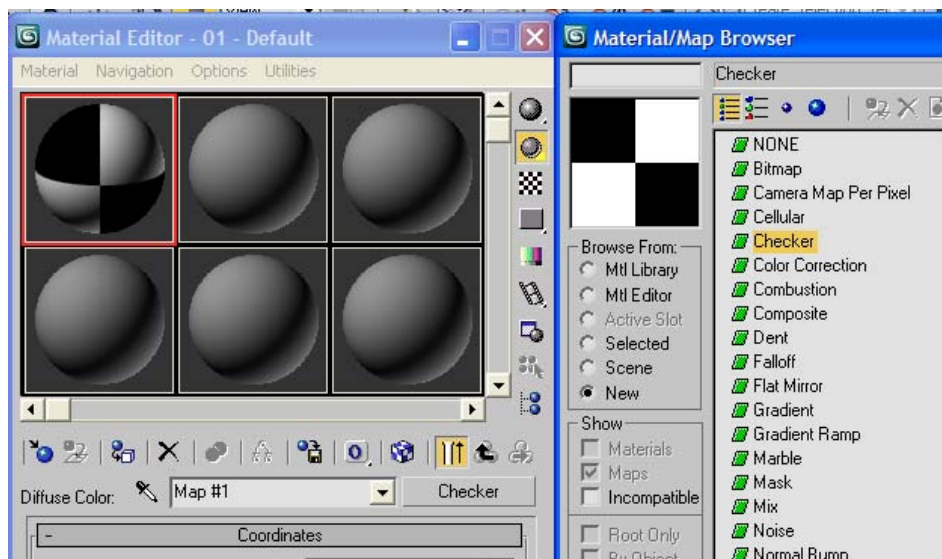 Material Editor - 01 - Default
Material Navigation Options Utilities
Diffuse Color: Map #1 Checker
- Coordinates
Material/Map Browser
Checker
Browse From:
Mtl Library
Mtl Editor
Active Slot
Selected
Scene
New
Show
Materials
Maps
Incompatible
Root Only
By Object
NONE
Bitmap
Camera Map Per Pixel
Cellular
Checker
Color Correction
Combustion
Composite
Dent
Falloff
Flat Mirror
Gradient
Gradient Ramp
Marble
Mask
Mix
Noise
Normal Bump